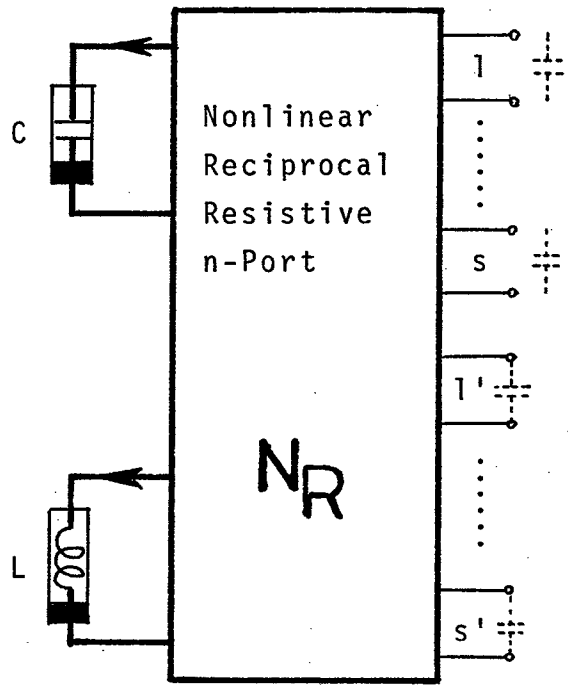 C
L
Nonlinear
Reciprocal
Resistive
n-Port
NR
1
s
1'
s'